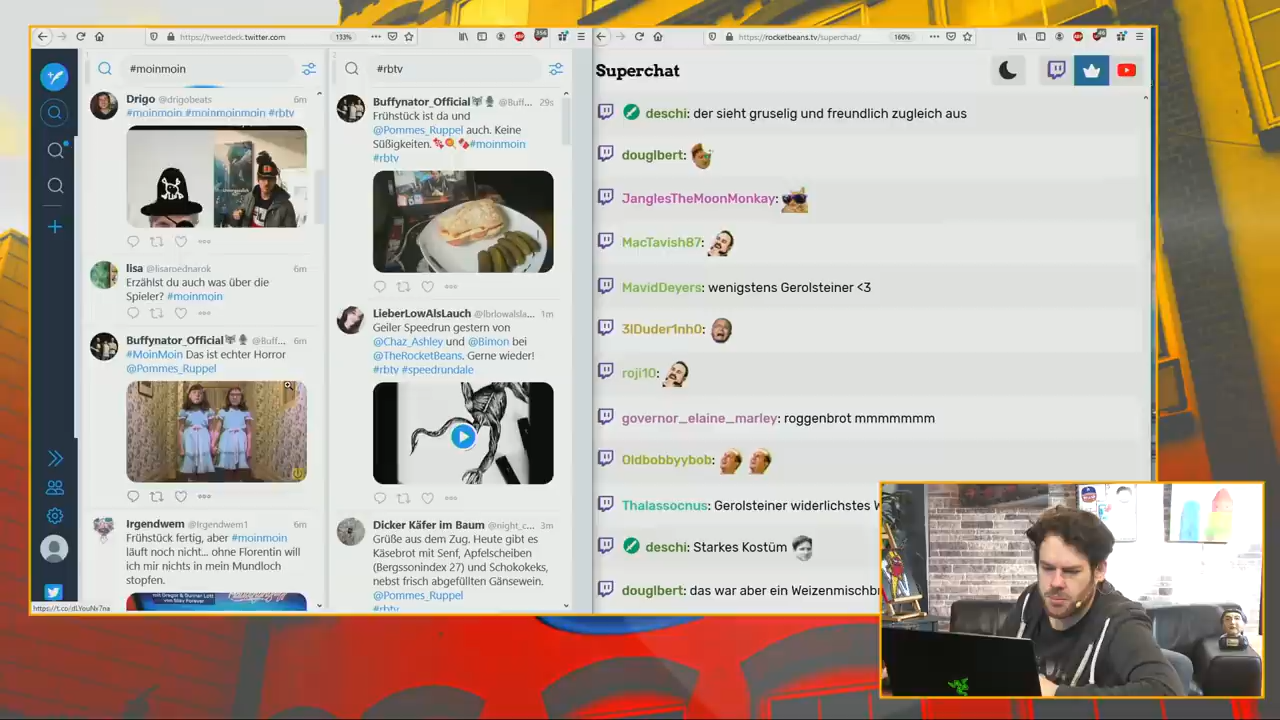 https://tweetdeck.twitter.com
133%
356
https://rocketbeans.tv/superchad/
160%
#moinmoin
Drigo @drigobeats 6m
#moinmoin #moinmoinmoin #rbtv
lisa @lisaroednarok 6m
Erzählst du auch was über die
Spieler? #moinmoin
Buffynator_Official @Buff... 6m
#MoinMoin Das ist echter Horror
@Pommes_Ruppel
Irgendwem @Irgendwem1 6m
Frühstück fertig, aber #moinmoin
läuft noch nicht... ohne Florentin will
ich mir nichts in mein Mundloch
stopfen.
https://t.co/dLYouNx7na
2
#rbtv
Buffynator_Official @Buff... 29s
Frühstück ist da und
@Pommes_Ruppel auch. Keine
Süßigkeiten. #moinmoin
#rbtv
LieberLowAlsLauch @lbrlowalsla... 1m
Geiler Speedrun gestern von
@Chaz_Ashley und @Bimon bei
@TheRocketBeans. Gerne wieder!
#rbtv #speedrundale
Dicker Käfer im Baum @night_c... 3m
Grüße aus dem Zug, Heute gibt es
Käsebrot mit Senf, Apfelscheiben
(Bergssonindex 27) und Schokokeks,
nebst frisch abgefüllten Gänsewein.
@Pommes_Ruppel
#rbtv
Superchat
deschi: der sieht gruselig und freundlich zugleich aus
douglbert:
JanglesTheMoonMonkay:
MacTavish87:
MavidDeyers: wenigstens Gerolsteiner <3
3lDuder1nh0:
roji10:
governor_elaine_marley: roggenbrot mmmmmmm
Oldbobbyybob:
Thalassocnus: Gerolsteiner widerlichstes W
deschi: Starkes Kostüm
douglbert: das war aber ein Weizenmischbr